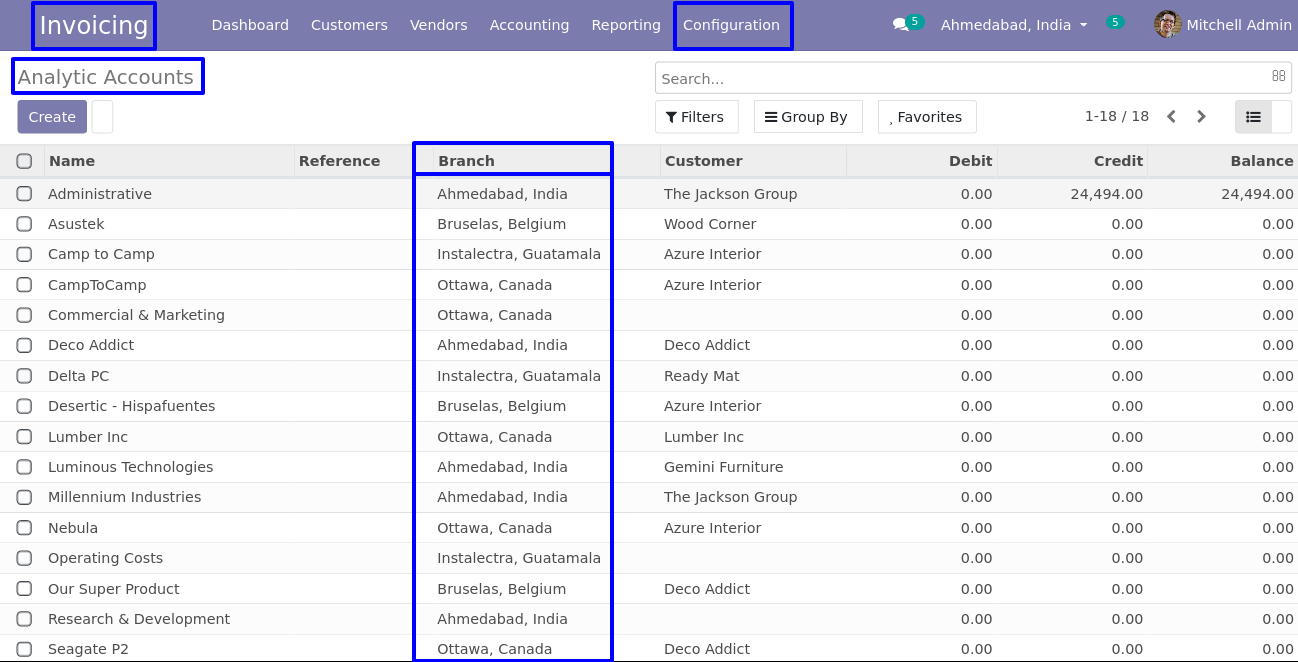 Invoicing Dashboard Customers Vendors Accounting Reporting Configuration 5 Ahmedabad, India 5 Mitchell Admin
Analytic Accounts Search...
Create Filters Group By Favorites 1-18 / 18
Name Reference Branch Customer Debit Credit Balance
Administrative Ahmedabad, India The Jackson Group 0.00 24,494.00 24,494.00
Asustek Bruselas, Belgium Wood Corner 0.00 0.00 0.00
Camp to Camp Instalectra, Guatamala Azure Interior 0.00 0.00 0.00
CampToCamp Ottawa, Canada Azure Interior 0.00 0.00 0.00
Commercial & Marketing Ottawa, Canada 0.00 0.00 0.00
Deco Addict Ahmedabad, India Deco Addict 0.00 0.00 0.00
Delta PC Instalectra, Guatamala Ready Mat 0.00 0.00 0.00
Desertic - Hispafuentes Bruselas, Belgium Azure Interior 0.00 0.00 0.00
Lumber Inc Ottawa, Canada Lumber Inc 0.00 0.00 0.00
Luminous Technologies Ahmedabad, India Gemini Furniture 0.00 0.00 0.00
Millennium Industries Ahmedabad, India The Jackson Group 0.00 0.00 0.00
Nebula Ottawa, Canada Azure Interior 0.00 0.00 0.00
Operating Costs Instalectra, Guatamala 0.00 0.00 0.00
Our Super Product Bruselas, Belgium Deco Addict 0.00 0.00 0.00
Research & Development Ahmedabad, India 0.00 0.00 0.00
Seagate P2 Ottawa, Canada Deco Addict 0.00 0.00 0.00